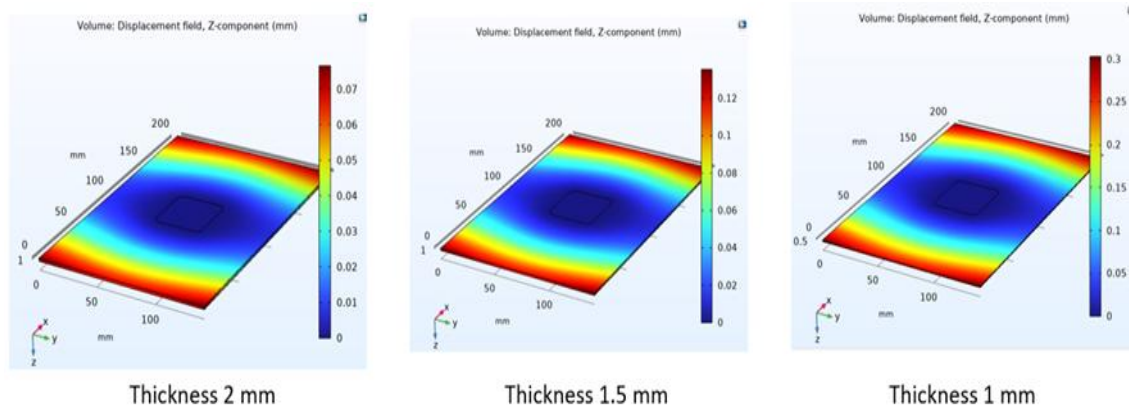 Volume: Displacement field, Z-component (mm)
0.07
0.06
0.05
0.04
0.03
0.02
0.01
0
200
150
100
50
0
1
mm
0
50
100
mm
x
y
z
Thickness 2 mm
Volume: Displacement field, Z-component (mm)
0.12
0.1
0.08
0.06
0.04
0.02
0
200
150
100
50
0
1
mm
0
50
100
mm
x
y
z
Thickness 1.5 mm
Volume: Displacement field, Z-component (mm)
0.3
0.25
0.2
0.15
0.1
0.05
0
200
150
100
50
0
0.5
mm
0
50
100
mm
x
y
z
Thickness 1 mm